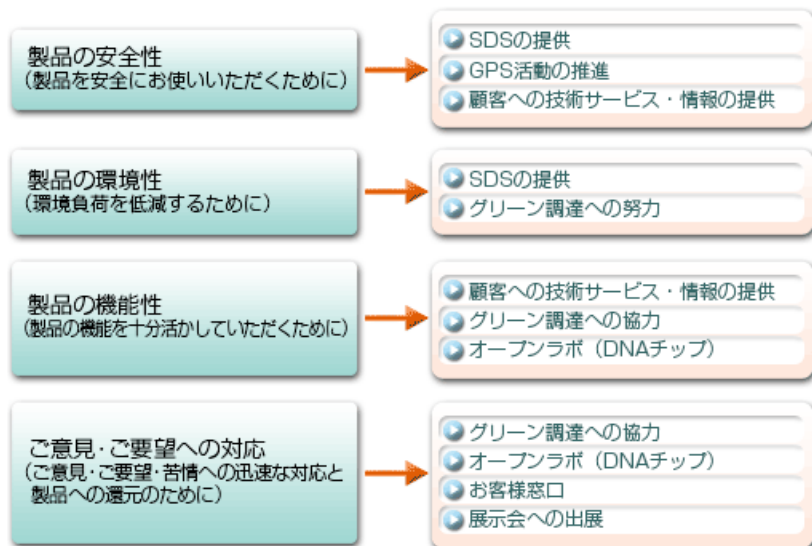 製品の安全性
(製品を安全にお使いいただくために)
SDSの提供
GPS活動の推進
顧客への技術サービス・情報の提供
製品の環境性
(環境負荷を低減するために)
SDSの提供
グリーン調達への努力
製品の機能性
(製品の機能を十分活かしていただくために)
顧客への技術サービス・情報の提供
グリーン調達への協力
オープンラボ（DNAチップ）
ご意見・ご要望への対応
(ご意見・ご要望・苦情への迅速な対応と
製品への還元のために)
グリーン調達への協力
オープンラボ（DNAチップ）
お客様窓口
展示会への出展